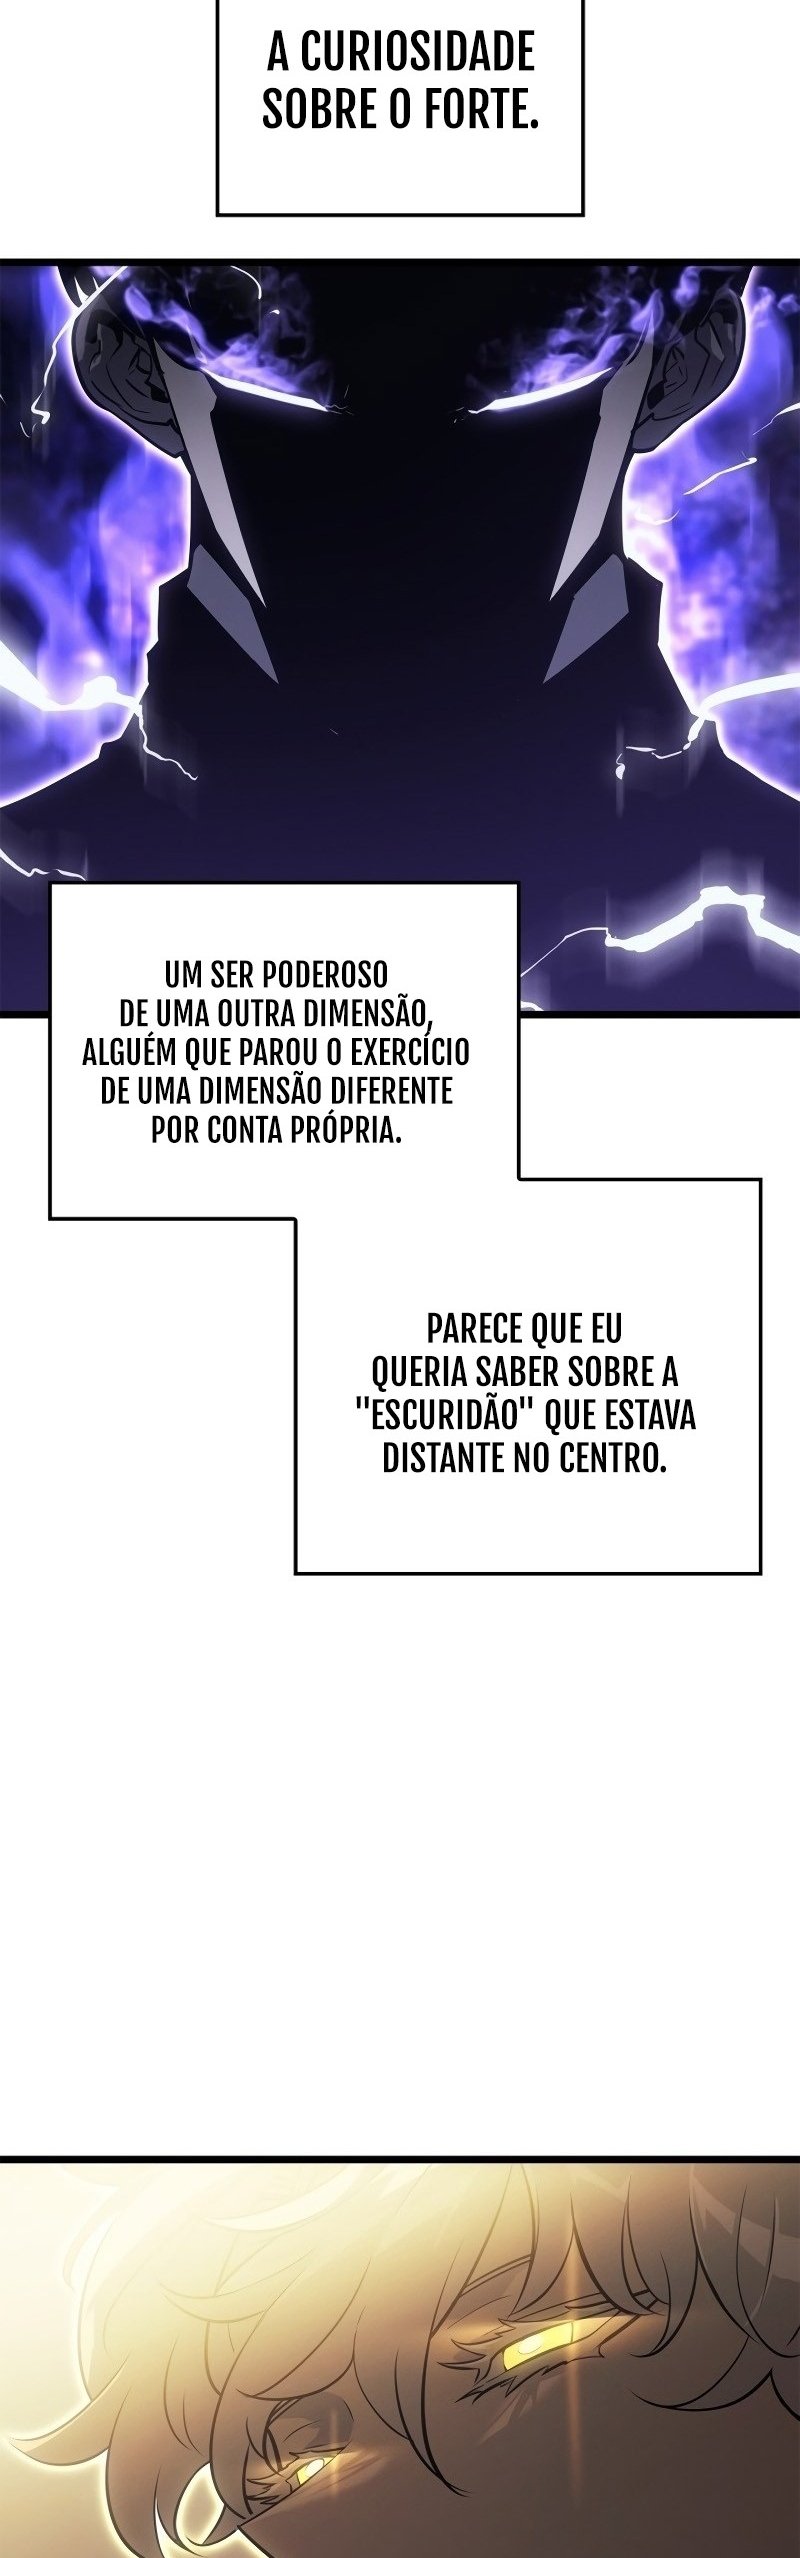 A CURIOSIDADE
SOBRE O FORTE.
UM SER PODEROSO
DE UMA OUTRA DIMENSÃO,
ALGUÉM QUE PAROU O EXERCÍCIO
DE UMA DIMENSÃO DIFERENTE
POR CONTA PRÓPRIA.
PARECE QUE EU
QUERIA SABER SOBRE A
"ESCURIDÃO" QUE ESTAVA
DISTANTE NO CENTRO.